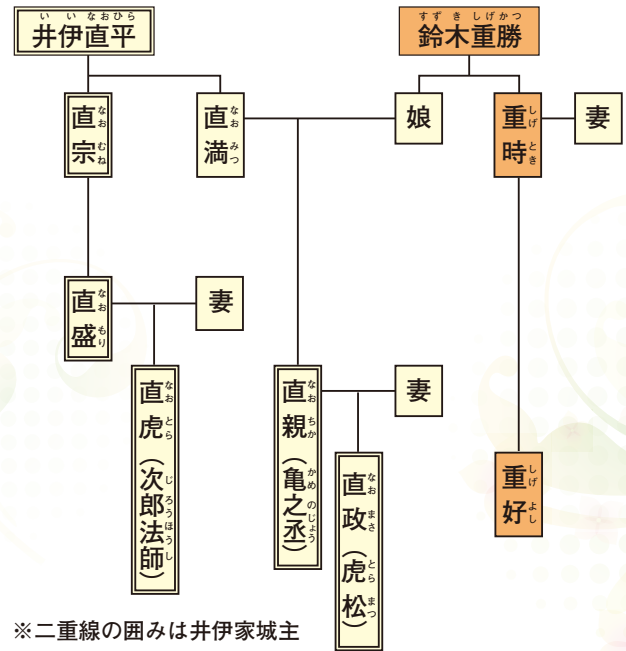 いいなおひら
井伊直平
すずきしげかつ
鈴木重勝
なおむね
直宗
なおみつ
直満
娘
しげとき
重時
妻
なおもり
直盛
妻
なおとら じろうほうし
直虎（次郎法師）
なおちか かめのじょう
直親（亀之丞）
妻
なおまさ とらまつ
直政（虎松）
しげよし
重好
※二重線の囲みは井伊家城主